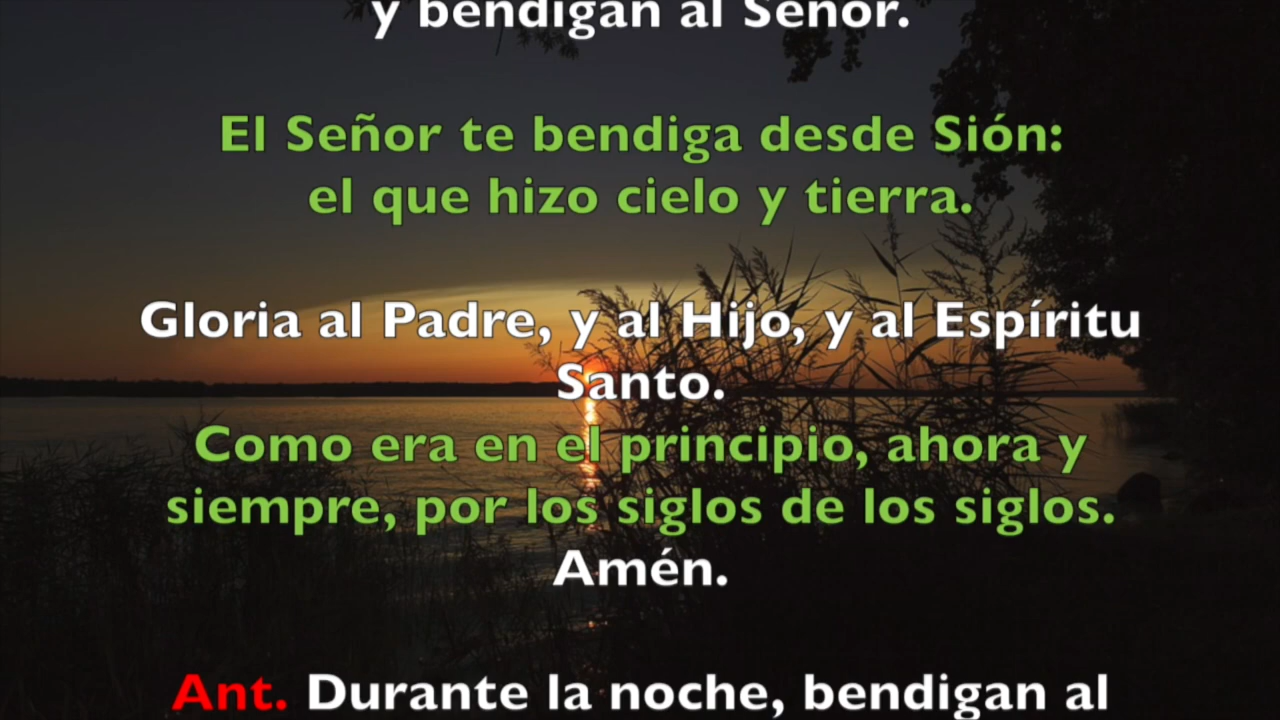 y bendigan al Señor.
El Señor te bendiga desde Sión:
el que hizo cielo y tierra.
Gloria al Padre, y al Hijo, y al Espíritu
Santo.
Como era en el principio, ahora y
siempre, por los siglos de los siglos.
Amén.
Ant. Durante la noche, bendigan al